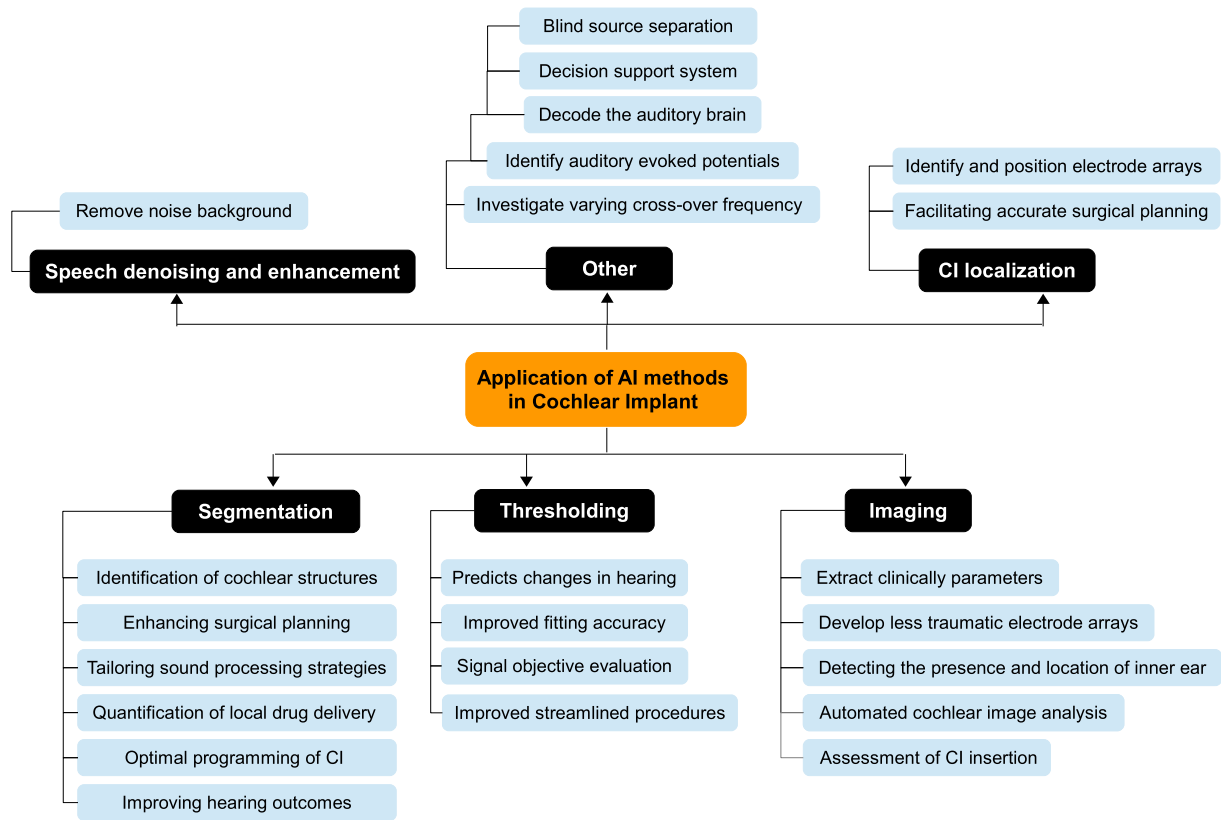 Blind source separation
Decision support system
Decode the auditory brain
Identify auditory evoked potentials
Investigate varying cross-over frequency
Other
Remove noise background
Speech denoising and enhancement
Identify and position electrode arrays
Facilitating accurate surgical planning
CI localization
Application of AI methods
in Cochlear Implant
Segmentation
Identification of cochlear structures
Enhancing surgical planning
Tailoring sound processing strategies
Quantification of local drug delivery
Optimal programming of CI
Improving hearing outcomes
Thresholding
Predicts changes in hearing
Improved fitting accuracy
Signal objective evaluation
Improved streamlined procedures
Imaging
Extract clinically parameters
Develop less traumatic electrode arrays
Detecting the presence and location of inner ear
Automated cochlear image analysis
Assessment of CI insertion